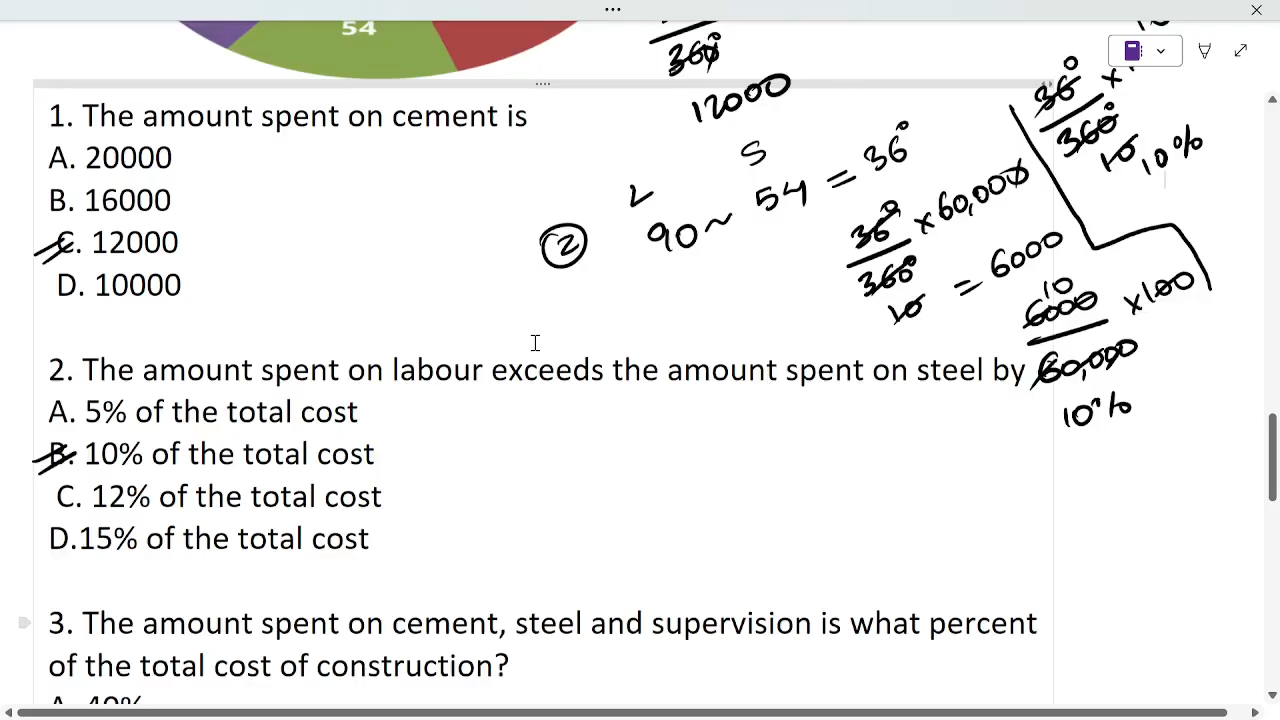 54
360°
12000
36° ×
360°
10 10%
1. The amount spent on cement is
A. 20000
B. 16000
C. 12000
D. 10000
② L S
90 ~ 54 = 36°
36° × 60,000
360°
10 = 6000
10
6000 × 100
60,000
10%
2. The amount spent on labour exceeds the amount spent on steel by
A. 5% of the total cost
B. 10% of the total cost
C. 12% of the total cost
D.15% of the total cost
3. The amount spent on cement, steel and supervision is what percent
of the total cost of construction?
A. 40%